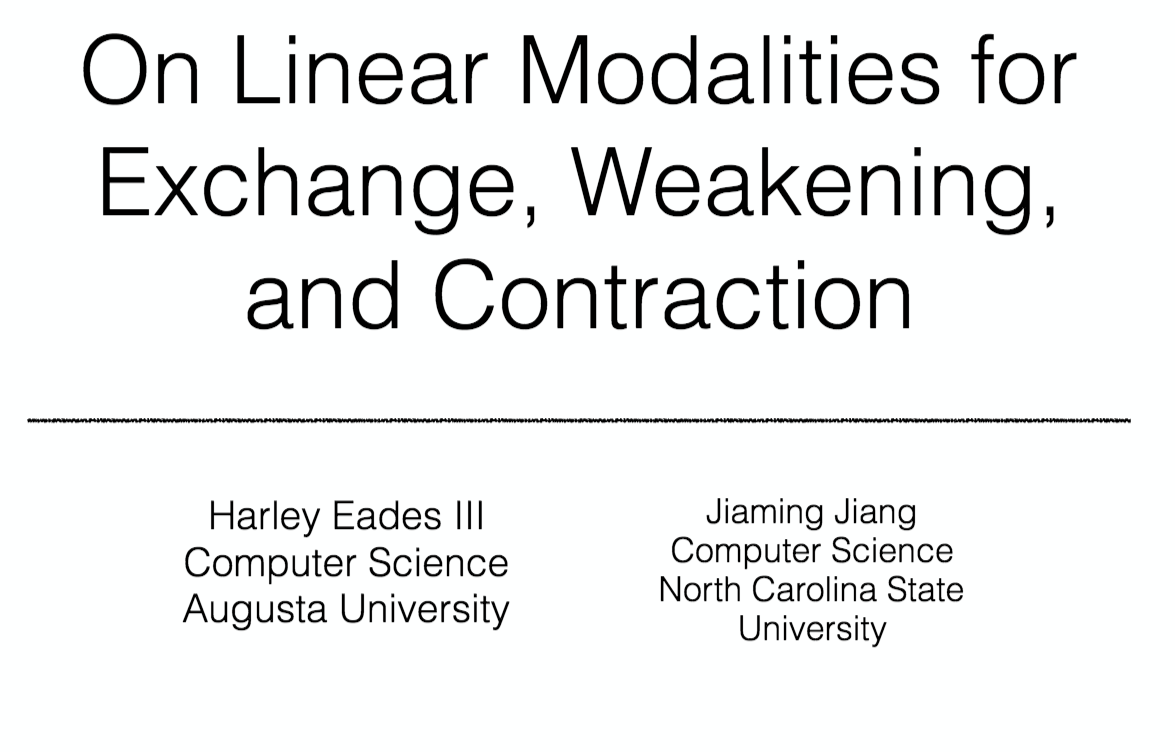 On Linear Modalities for
Exchange, Weakening,
and Contraction
Harley Eades III
Computer Science
Augusta University
Jiaming Jiang
Computer Science
North Carolina State
University